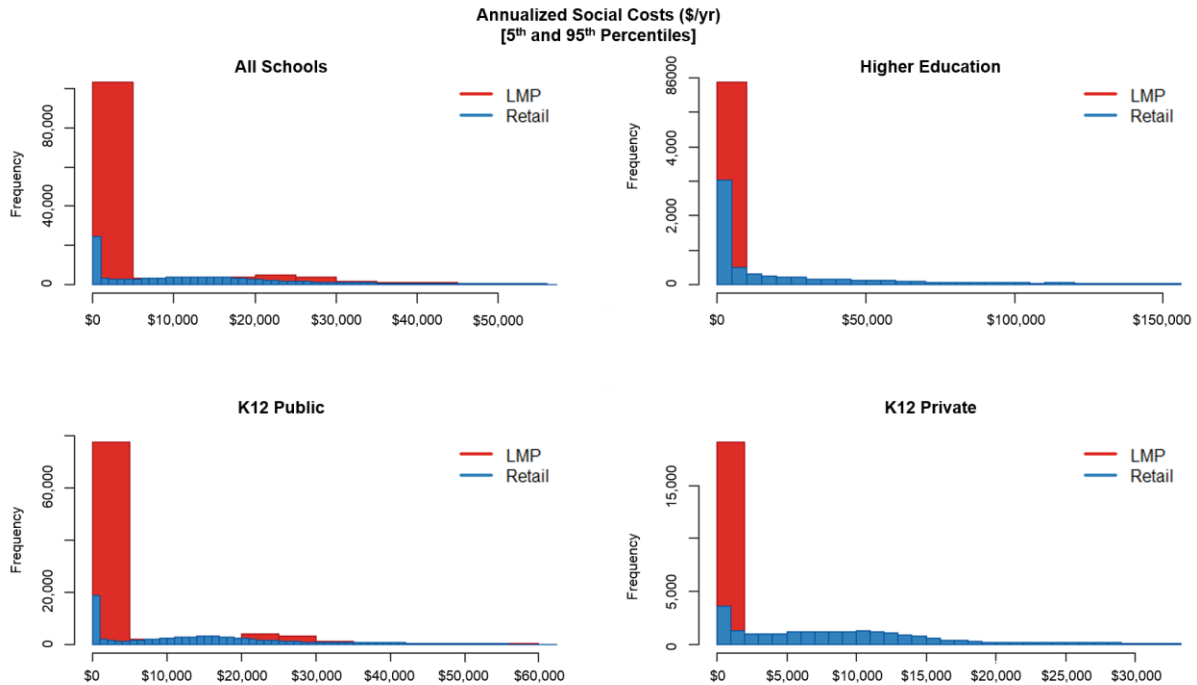 Annualized Social Costs ($/yr)
[5th and 95th Percentiles]
All Schools
LMP
Retail
Frequency
0
40,000
80,000
$0
$10,000
$20,000
$30,000
$40,000
$50,000
Higher Education
LMP
Retail
Frequency
0
2,000
4,000
86000
$0
$50,000
$100,000
$150,000
K12 Public
LMP
Retail
Frequency
0
20,000
60,000
$0
$10,000
$20,000
$30,000
$40,000
$50,000
$60,000
K12 Private
LMP
Retail
Frequency
0
5,000
15,000
$0
$5,000
$10,000
$15,000
$20,000
$25,000
$30,000